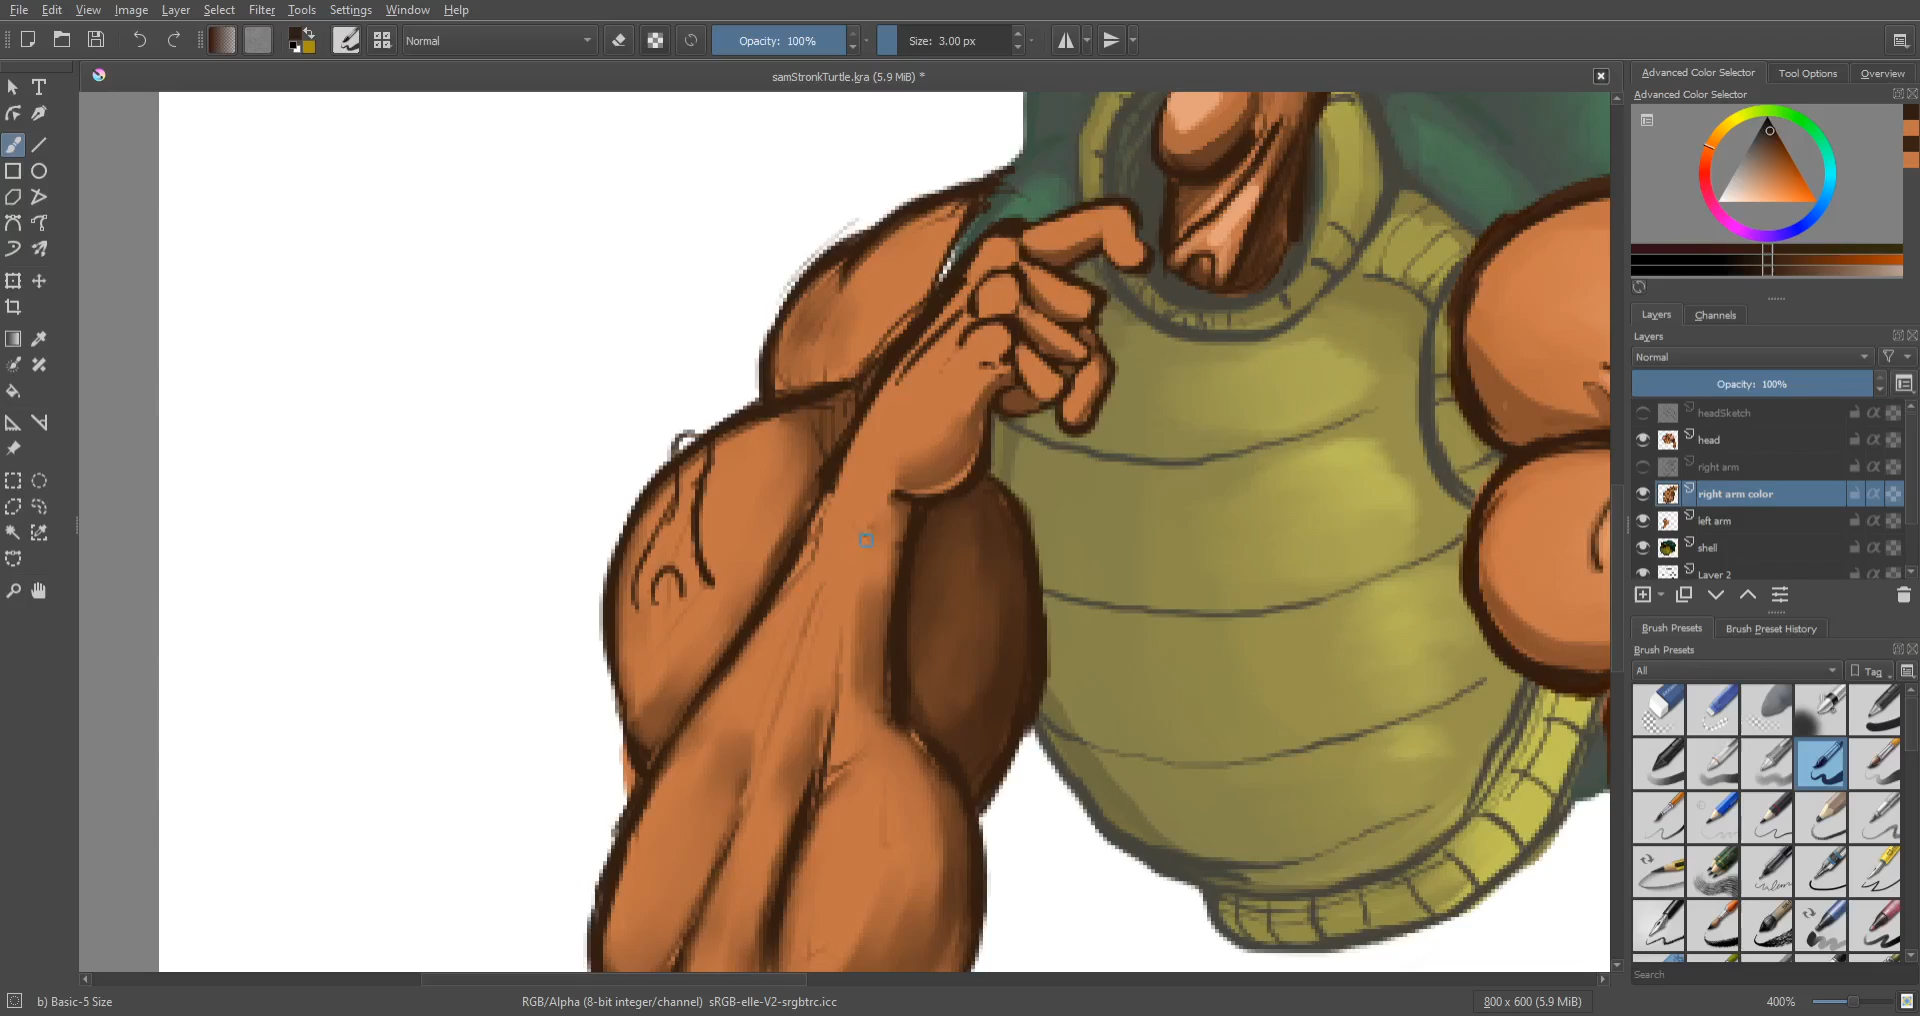 File Edit View Image Layer Select Filter Tools Settings Window Help
Normal Opacity: 100% Size: 3.00 px
samStronkTurtle.kra (5.9 MiB) *
Advanced Color Selector Tool Options Overview
Advanced Color Selector
Layers Channels
Layers
Normal
Opacity: 100%
headSketch
head
right arm
right arm color
left arm
shell
Layer 2
Brush Presets Brush Preset History
Brush Presets
All Tag
Search
b) Basic-5 Size RGB/Alpha (8-bit integer/channel) sRGB-elle-V2-srgbtrc.icc 800 x 600 (5.9 MiB) 400%